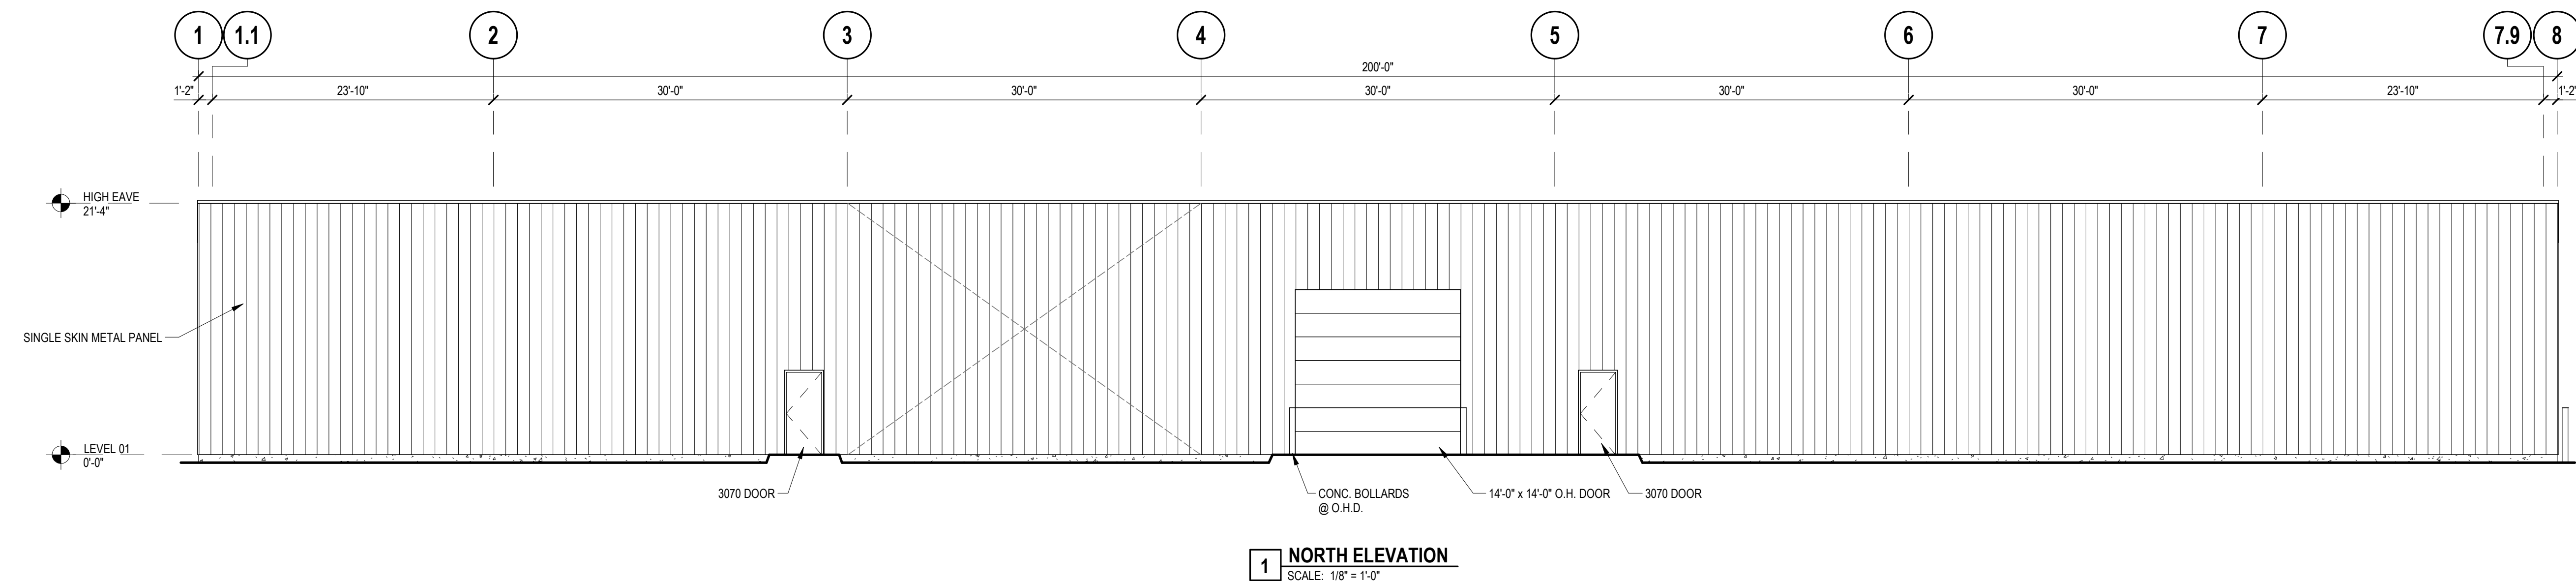 1 1.1 2 3 4 5 6 7 7.9 8
200'-0"
1'-2" 23'-10" 30'-0" 30'-0" 30'-0" 30'-0" 30'-0" 23'-10" 1'-2"
HIGH EAVE
21'-4"
SINGLE SKIN METAL PANEL
LEVEL 01
0'-0"
3070 DOOR
CONC. BOLLARDS
@ O.H.D.
14'-0" x 14'-0" O.H. DOOR
3070 DOOR
1 NORTH ELEVATION
SCALE: 1/8" = 1'-0"